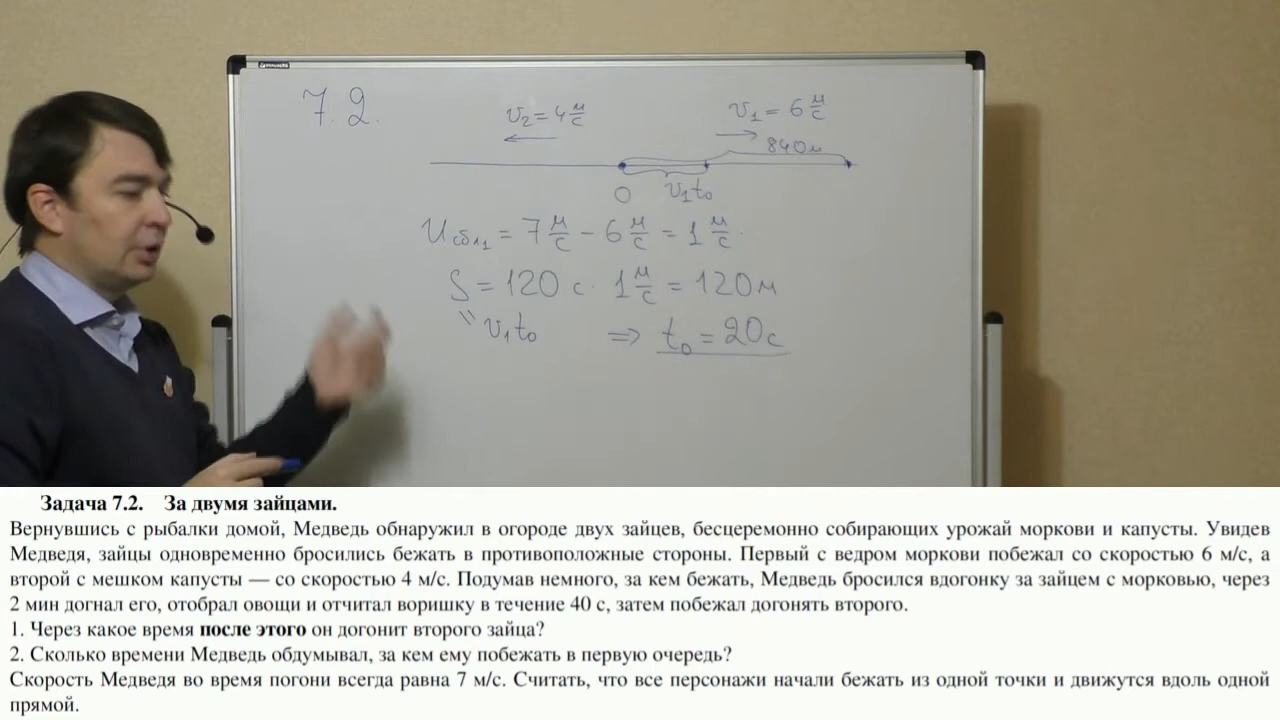 7.2.
υ₂ = 4 м/с
υ₁ = 6 м/с
840м
0 υ₁t₀
υсбл₁ = 7 м/с − 6 м/с = 1 м/с.
S = 120 с · 1 м/с = 120 м
" υ₁t₀ ⇒ t₀ = 20с
Задача 7.2. За двумя зайцами.
Вернувшись с рыбалки домой, Медведь обнаружил в огороде двух зайцев, бесцеремонно собирающих урожай моркови и капусты. Увидев
Медведя, зайцы одновременно бросились бежать в противоположные стороны. Первый с ведром моркови побежал со скоростью 6 м/с, а
второй с мешком капусты — со скоростью 4 м/с. Подумав немного, за кем бежать, Медведь бросился вдогонку за зайцем с морковью, через
2 мин догнал его, отобрал овощи и отчитал воришку в течение 40 с, затем побежал догонять второго.
1. Через какое время после этого он догонит второго зайца?
2. Сколько времени Медведь обдумывал, за кем ему побежать в первую очередь?
Скорость Медведя во время погони всегда равна 7 м/с. Считать, что все персонажи начали бежать из одной точки и движутся вдоль одной
прямой.